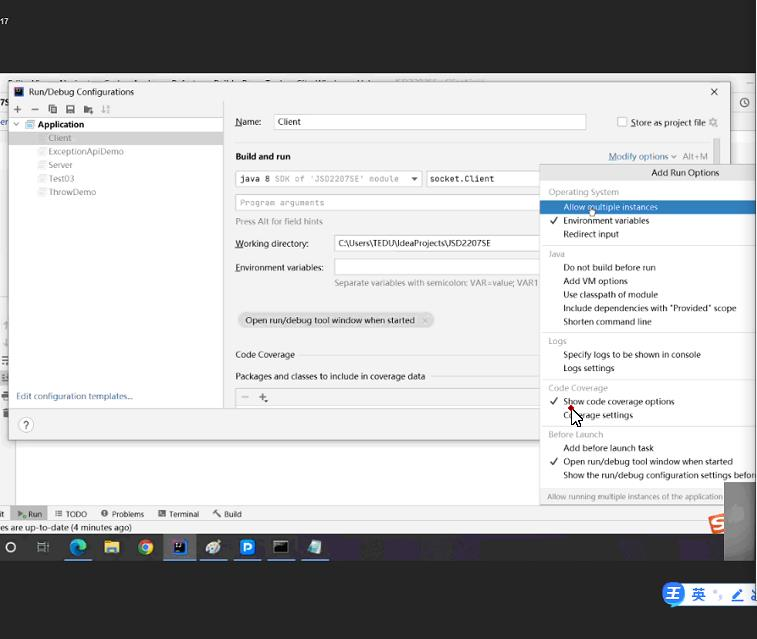 17
Run/Debug Configurations
Application
Client
ExceptionApiDemo
Server
Test03
ThrowDemo
Edit configuration templates...
?
Name: Client Store as project file
Build and run Modify options Alt+M
java 8 SDK of 'JSD2207SE' module socket.Client
Program arguments
Press Alt for field hints
Working directory: C:\Users\TEDU\IdeaProjects\JSD2207SE
Environment variables:
Separate variables with semicolon: VAR=value; VAR1
Open run/debug tool window when started
Code Coverage
Packages and classes to include in coverage data
Add Run Options
Operating System
Allow multiple instances
Environment variables
Redirect input
Java
Do not build before run
Add VM options
Use classpath of module
Include dependencies with "Provided" scope
Shorten command line
Logs
Specify logs to be shown in console
Logs settings
Code Coverage
Show code coverage options
Coverage settings
Before Launch
Add before launch task
Open run/debug tool window when started
Show the run/debug configuration settings befor
Allow running multiple instances of the application
it Run TODO Problems Terminal Build
es are up-to-date (4 minutes ago)
王 英